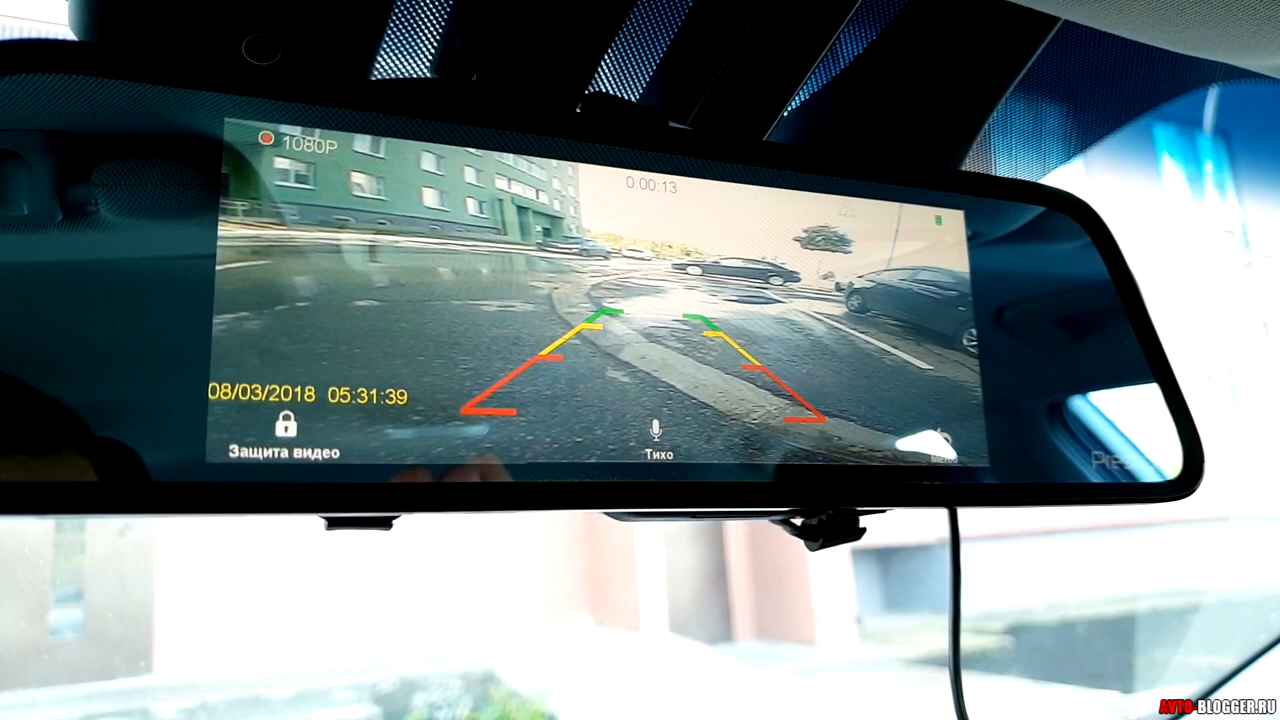 1080P
0:00:13
08/03/2018 05:31:39
Защита видео
Тихо
AVTO-BLOGGER.RU